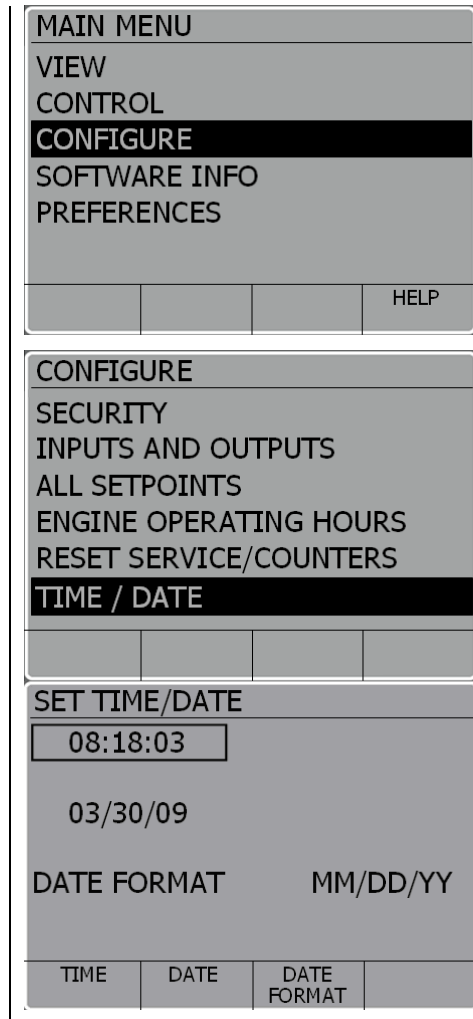 MAIN MENU
VIEW
CONTROL
CONFIGURE
SOFTWARE INFO
PREFERENCES
HELP
CONFIGURE
SECURITY
INPUTS AND OUTPUTS
ALL SETPOINTS
ENGINE OPERATING HOURS
RESET SERVICE/COUNTERS
TIME / DATE
SET TIME/DATE
08:18:03
03/30/09
DATE FORMAT MM/DD/YY
TIME DATE DATE
FORMAT